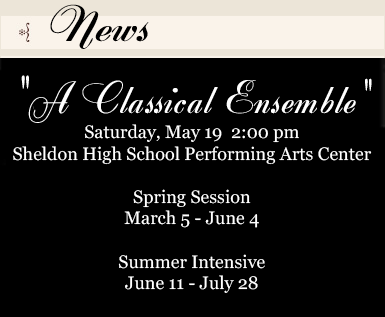 News
"A Classical Ensemble"
Saturday, May 19 2:00 pm
Sheldon High School Performing Arts Center
Spring Session
March 5 - June 4
Summer Intensive
June 11 - July 28